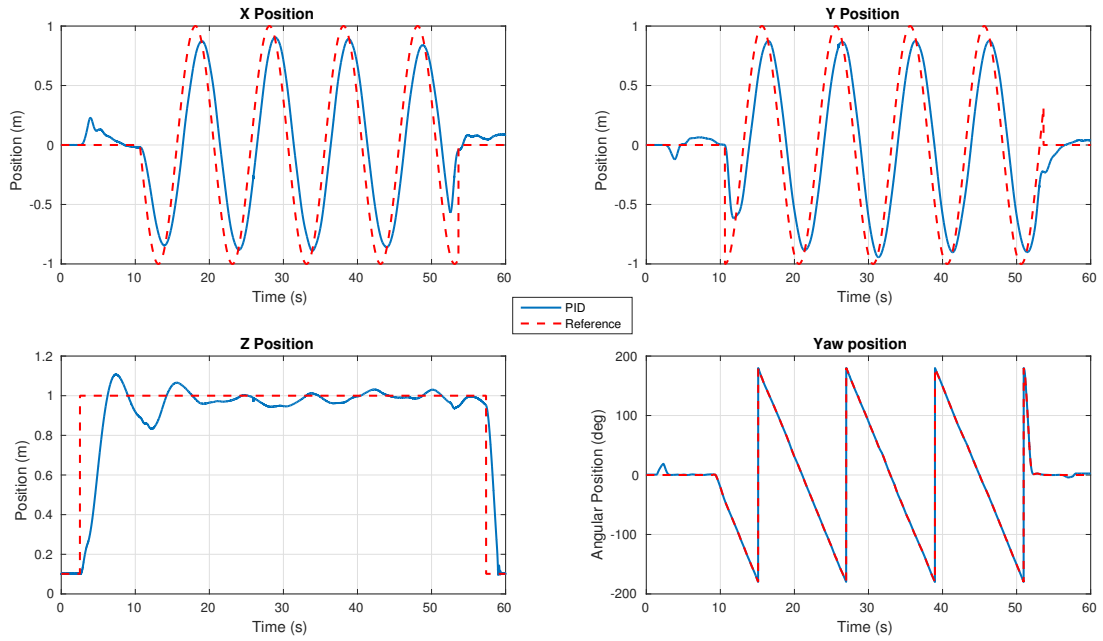 X Position
Position (m)
1
0.5
0
-0.5
-1
0 10 20 30 40 50 60
Time (s)
Y Position
Position (m)
1
0.5
0
-0.5
-1
0 10 20 30 40 50 60
Time (s)
PID
Reference
Z Position
Position (m)
1.2
1
0.8
0.6
0.4
0.2
0
0 10 20 30 40 50 60
Time (s)
Yaw position
Angular Position (deg)
200
100
0
-100
-200
0 10 20 30 40 50 60
Time (s)